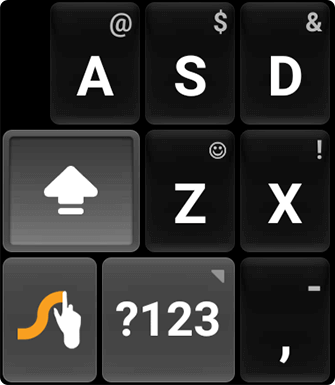 @ $ &
A S D
☺ !
Z X
-
?123 ,